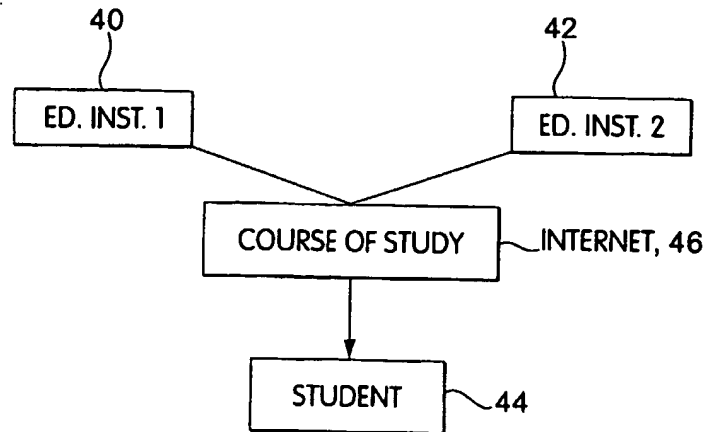 40
42
ED. INST. 1
ED. INST. 2
COURSE OF STUDY
INTERNET, 46
STUDENT
44